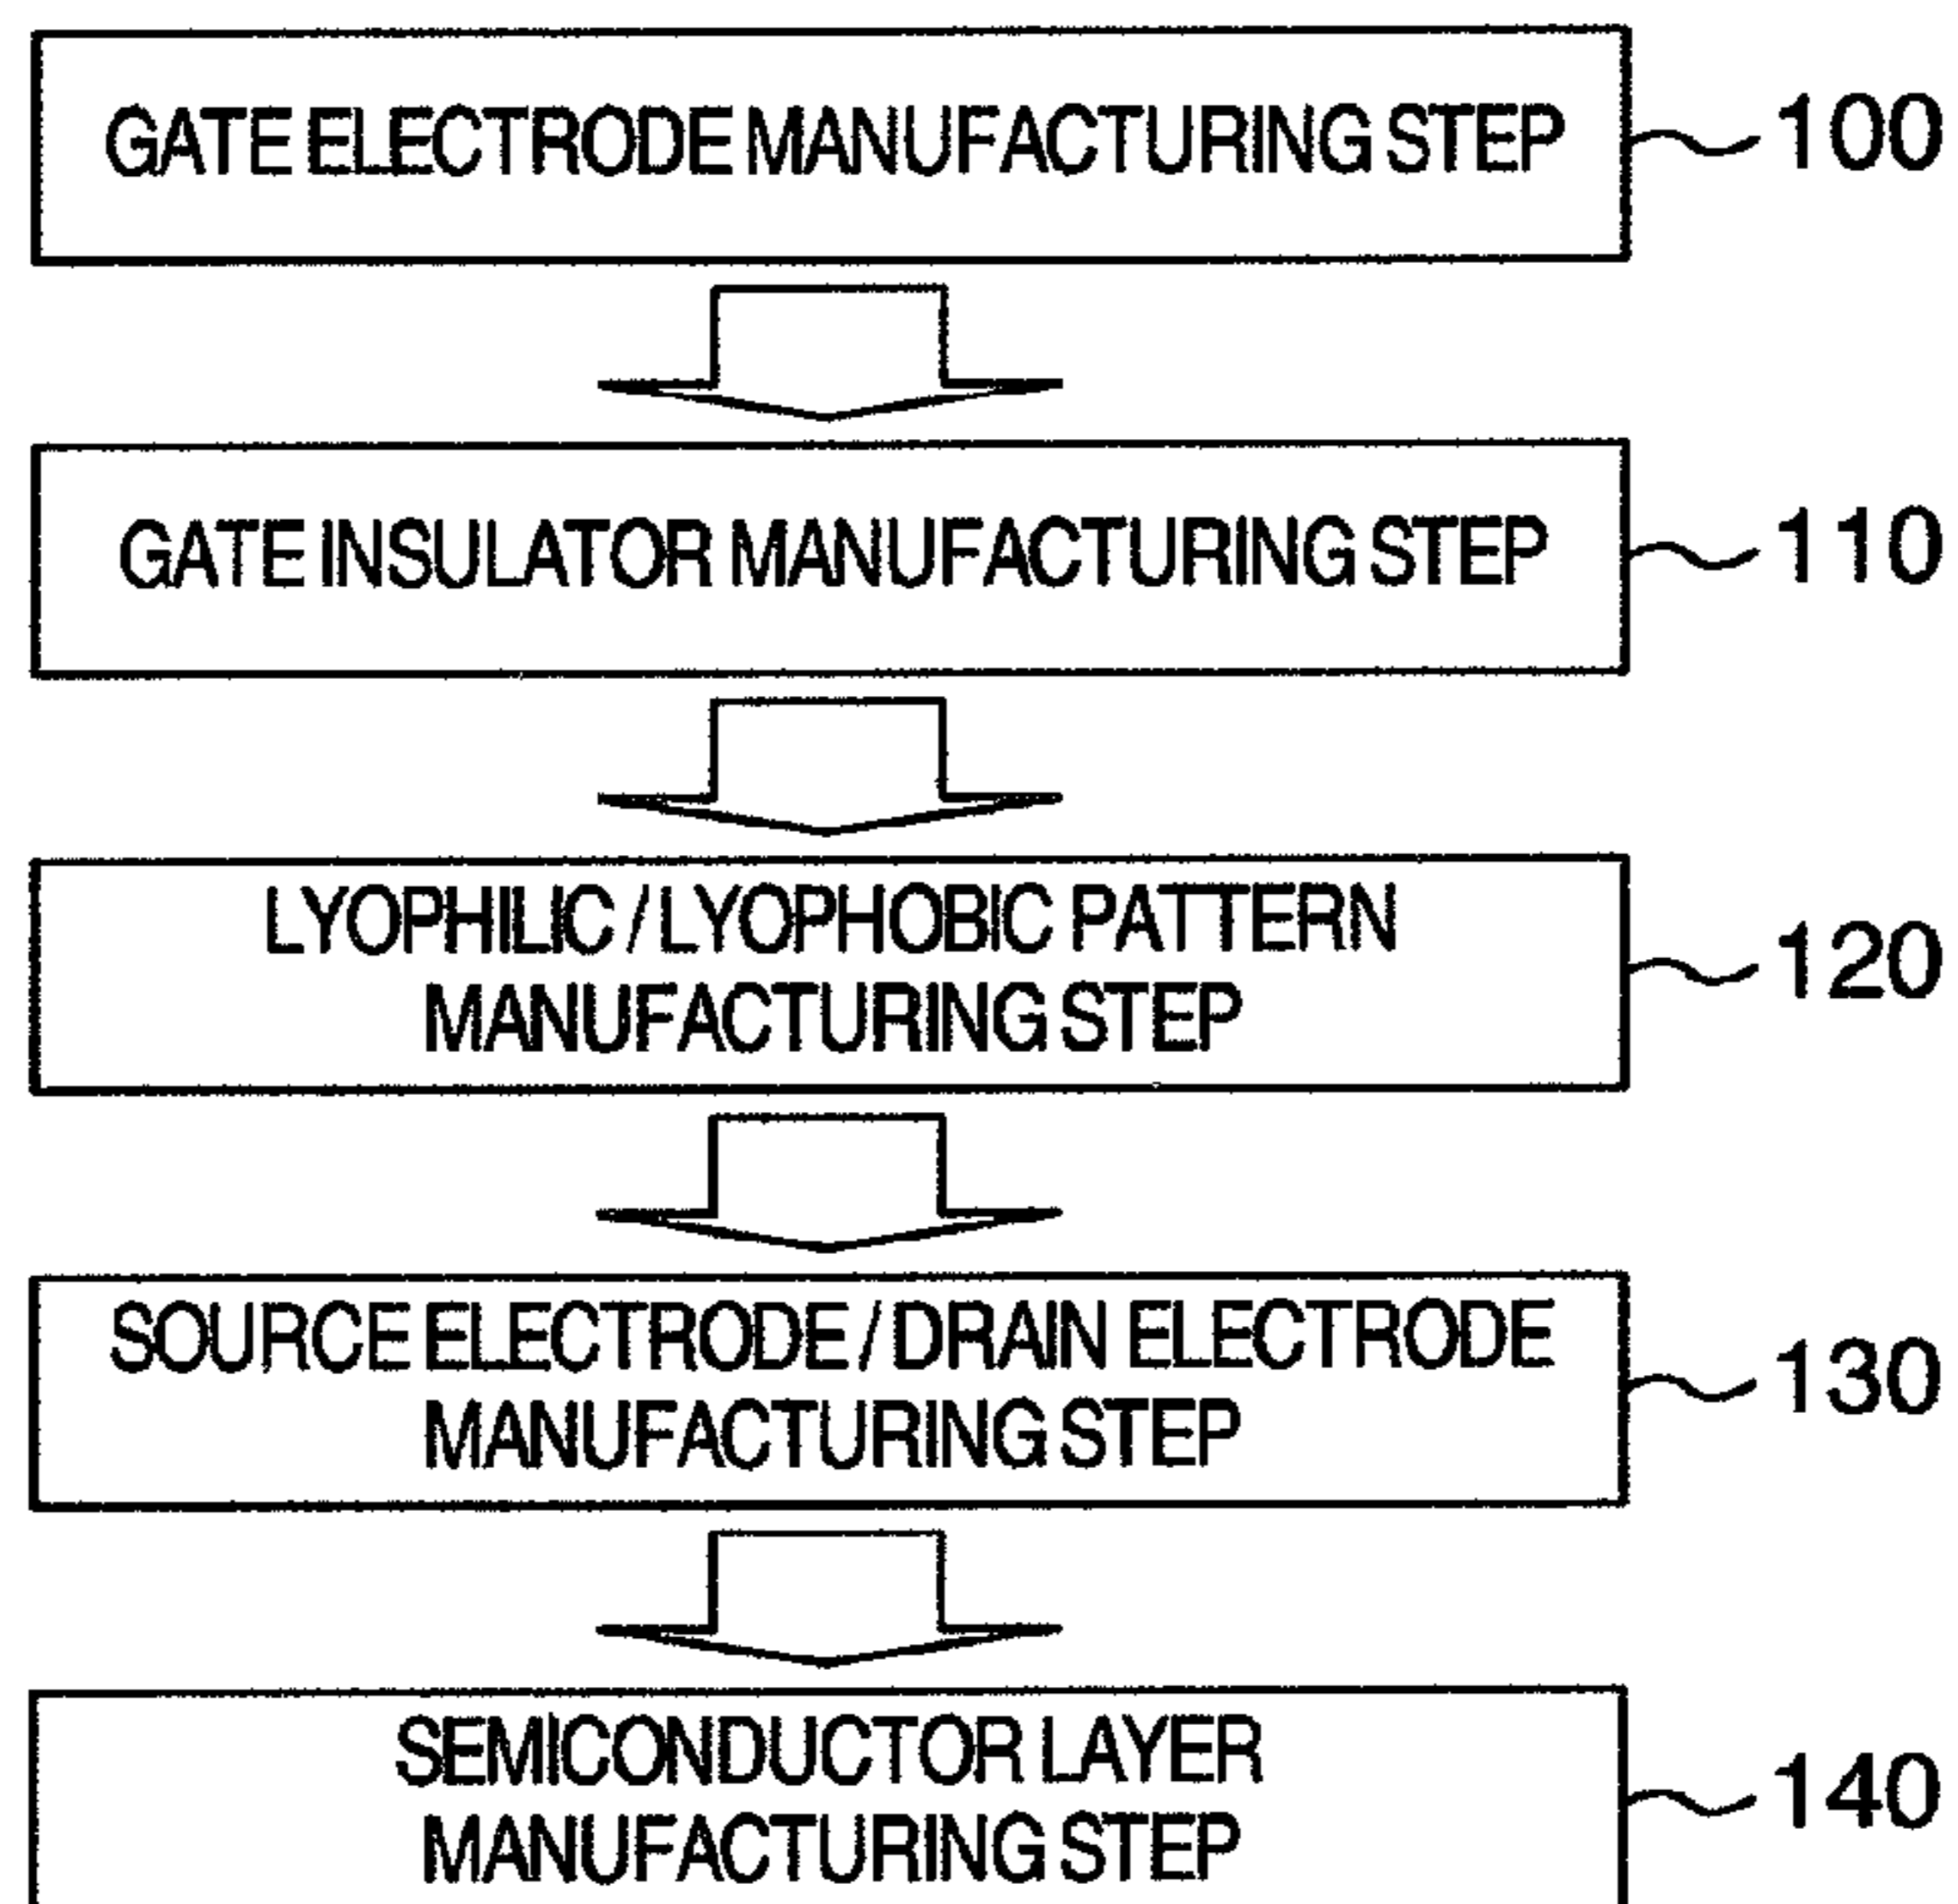 GATE ELECTRODE MANUFACTURING STEP
100
GATE INSULATOR MANUFACTURING STEP
110
LYOPHILIC / LYOPHOBIC PATTERN
MANUFACTURING STEP
120
SOURCE ELECTRODE / DRAIN ELECTRODE
MANUFACTURING STEP
130
SEMICONDUCTOR LAYER
MANUFACTURING STEP
140